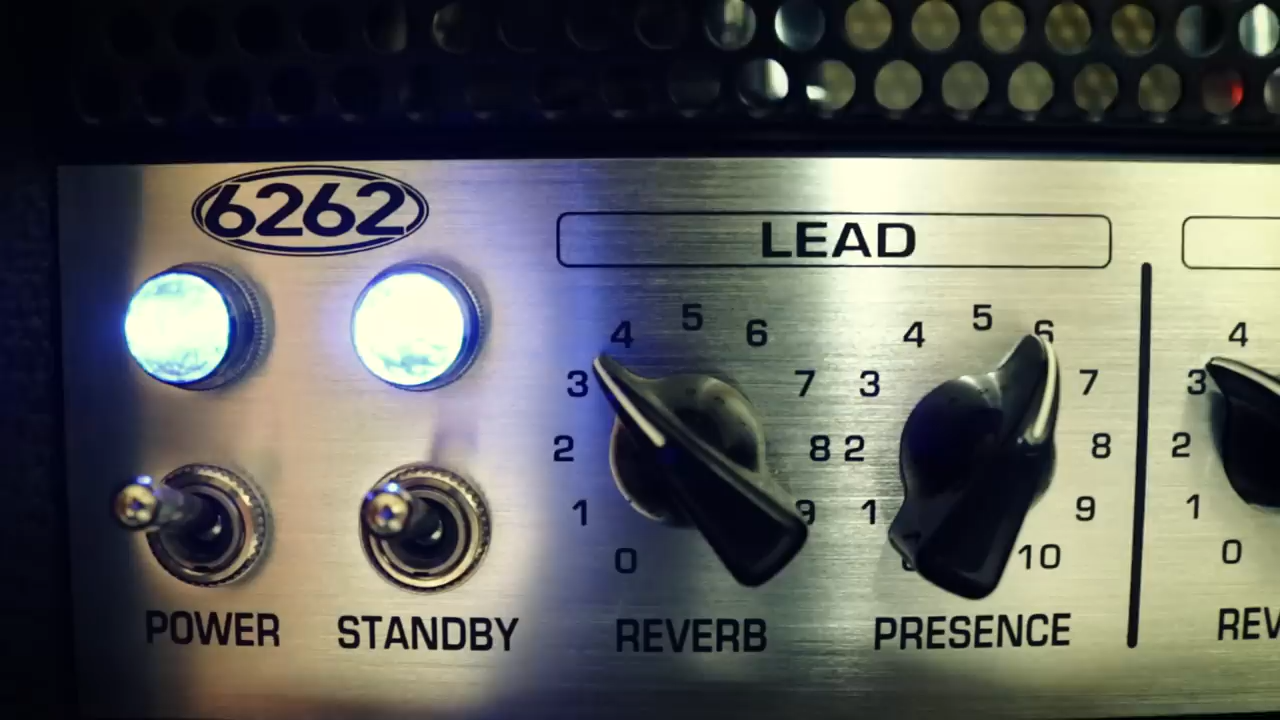 6262
LEAD
5 5
4 6 4 6 4
3 7 3 7 3
2 8 2 8 2
1 9 1 9 1
0 10 0
POWER STANDBY REVERB PRESENCE REV